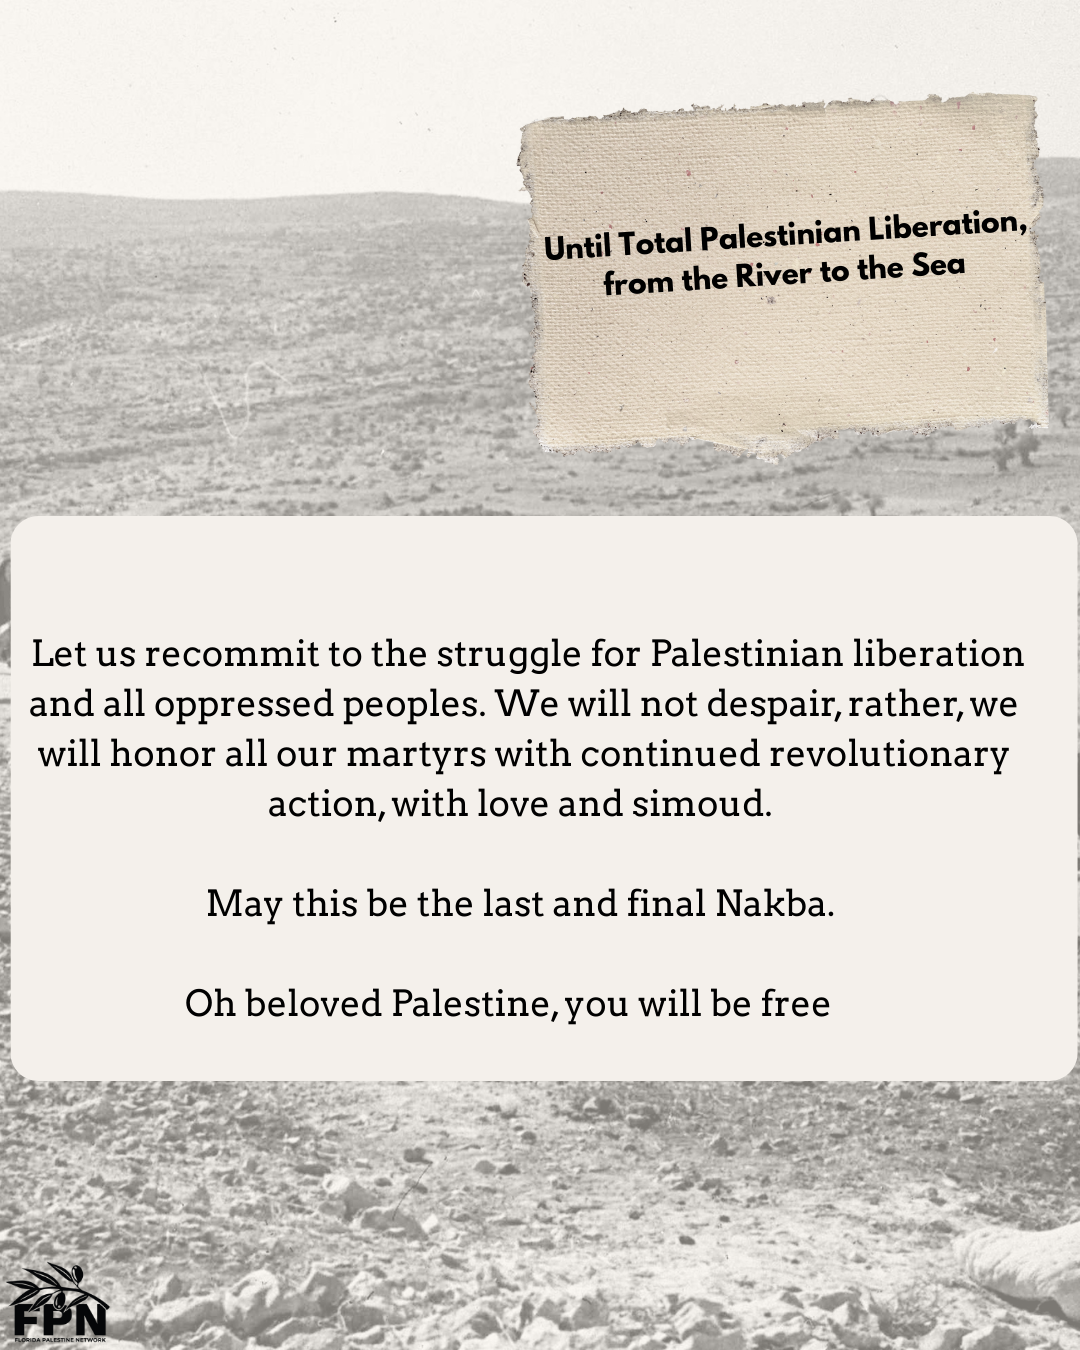 Until Total Palestinian Liberation,
from the River to the Sea
Let us recommit to the struggle for Palestinian liberation
and all oppressed peoples. We will not despair, rather, we
will honor all our martyrs with continued revolutionary
action, with love and simoud.
May this be the last and final Nakba.
Oh beloved Palestine, you will be free
FPN
FLORIDA PALESTINE NETWORK